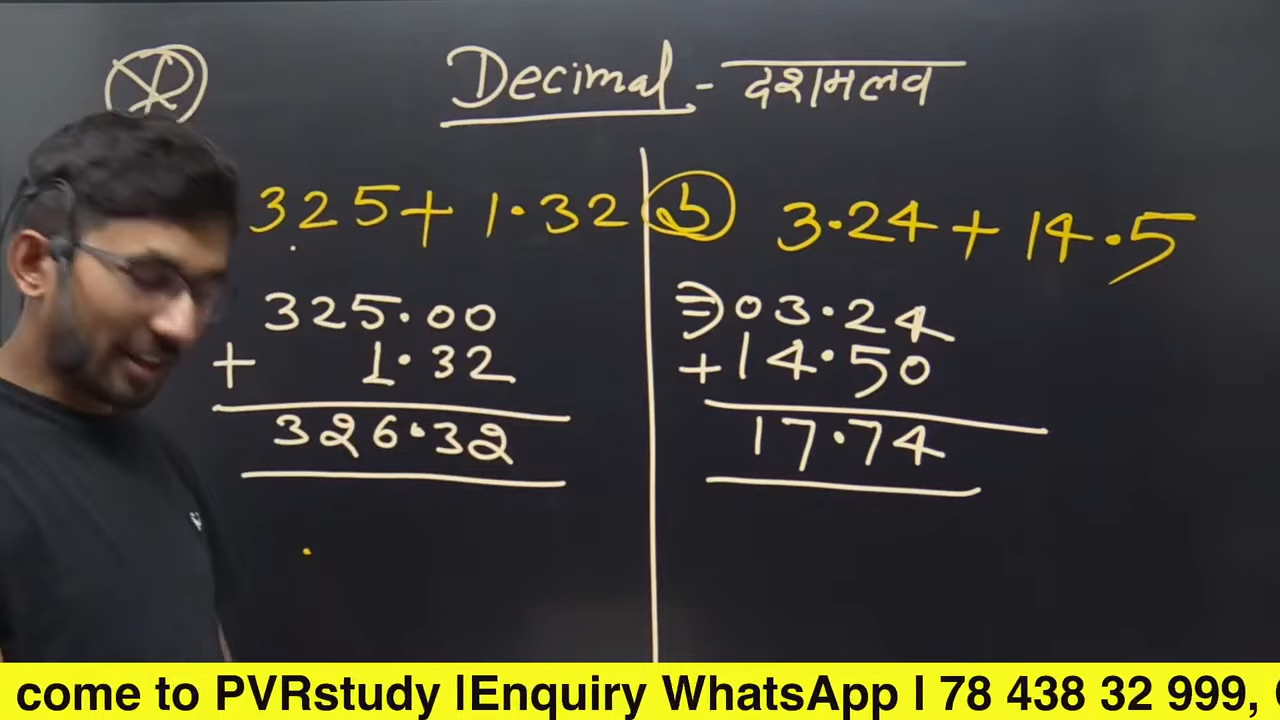 Decimal - दशमलव
325 + 1.32
325.00
+ 1.32
326.32
b 3.24 + 14.5
⇒ 03.24
+ 14.50
17.74
come to PVRstudy |Enquiry WhatsApp | 78 438 32 999,